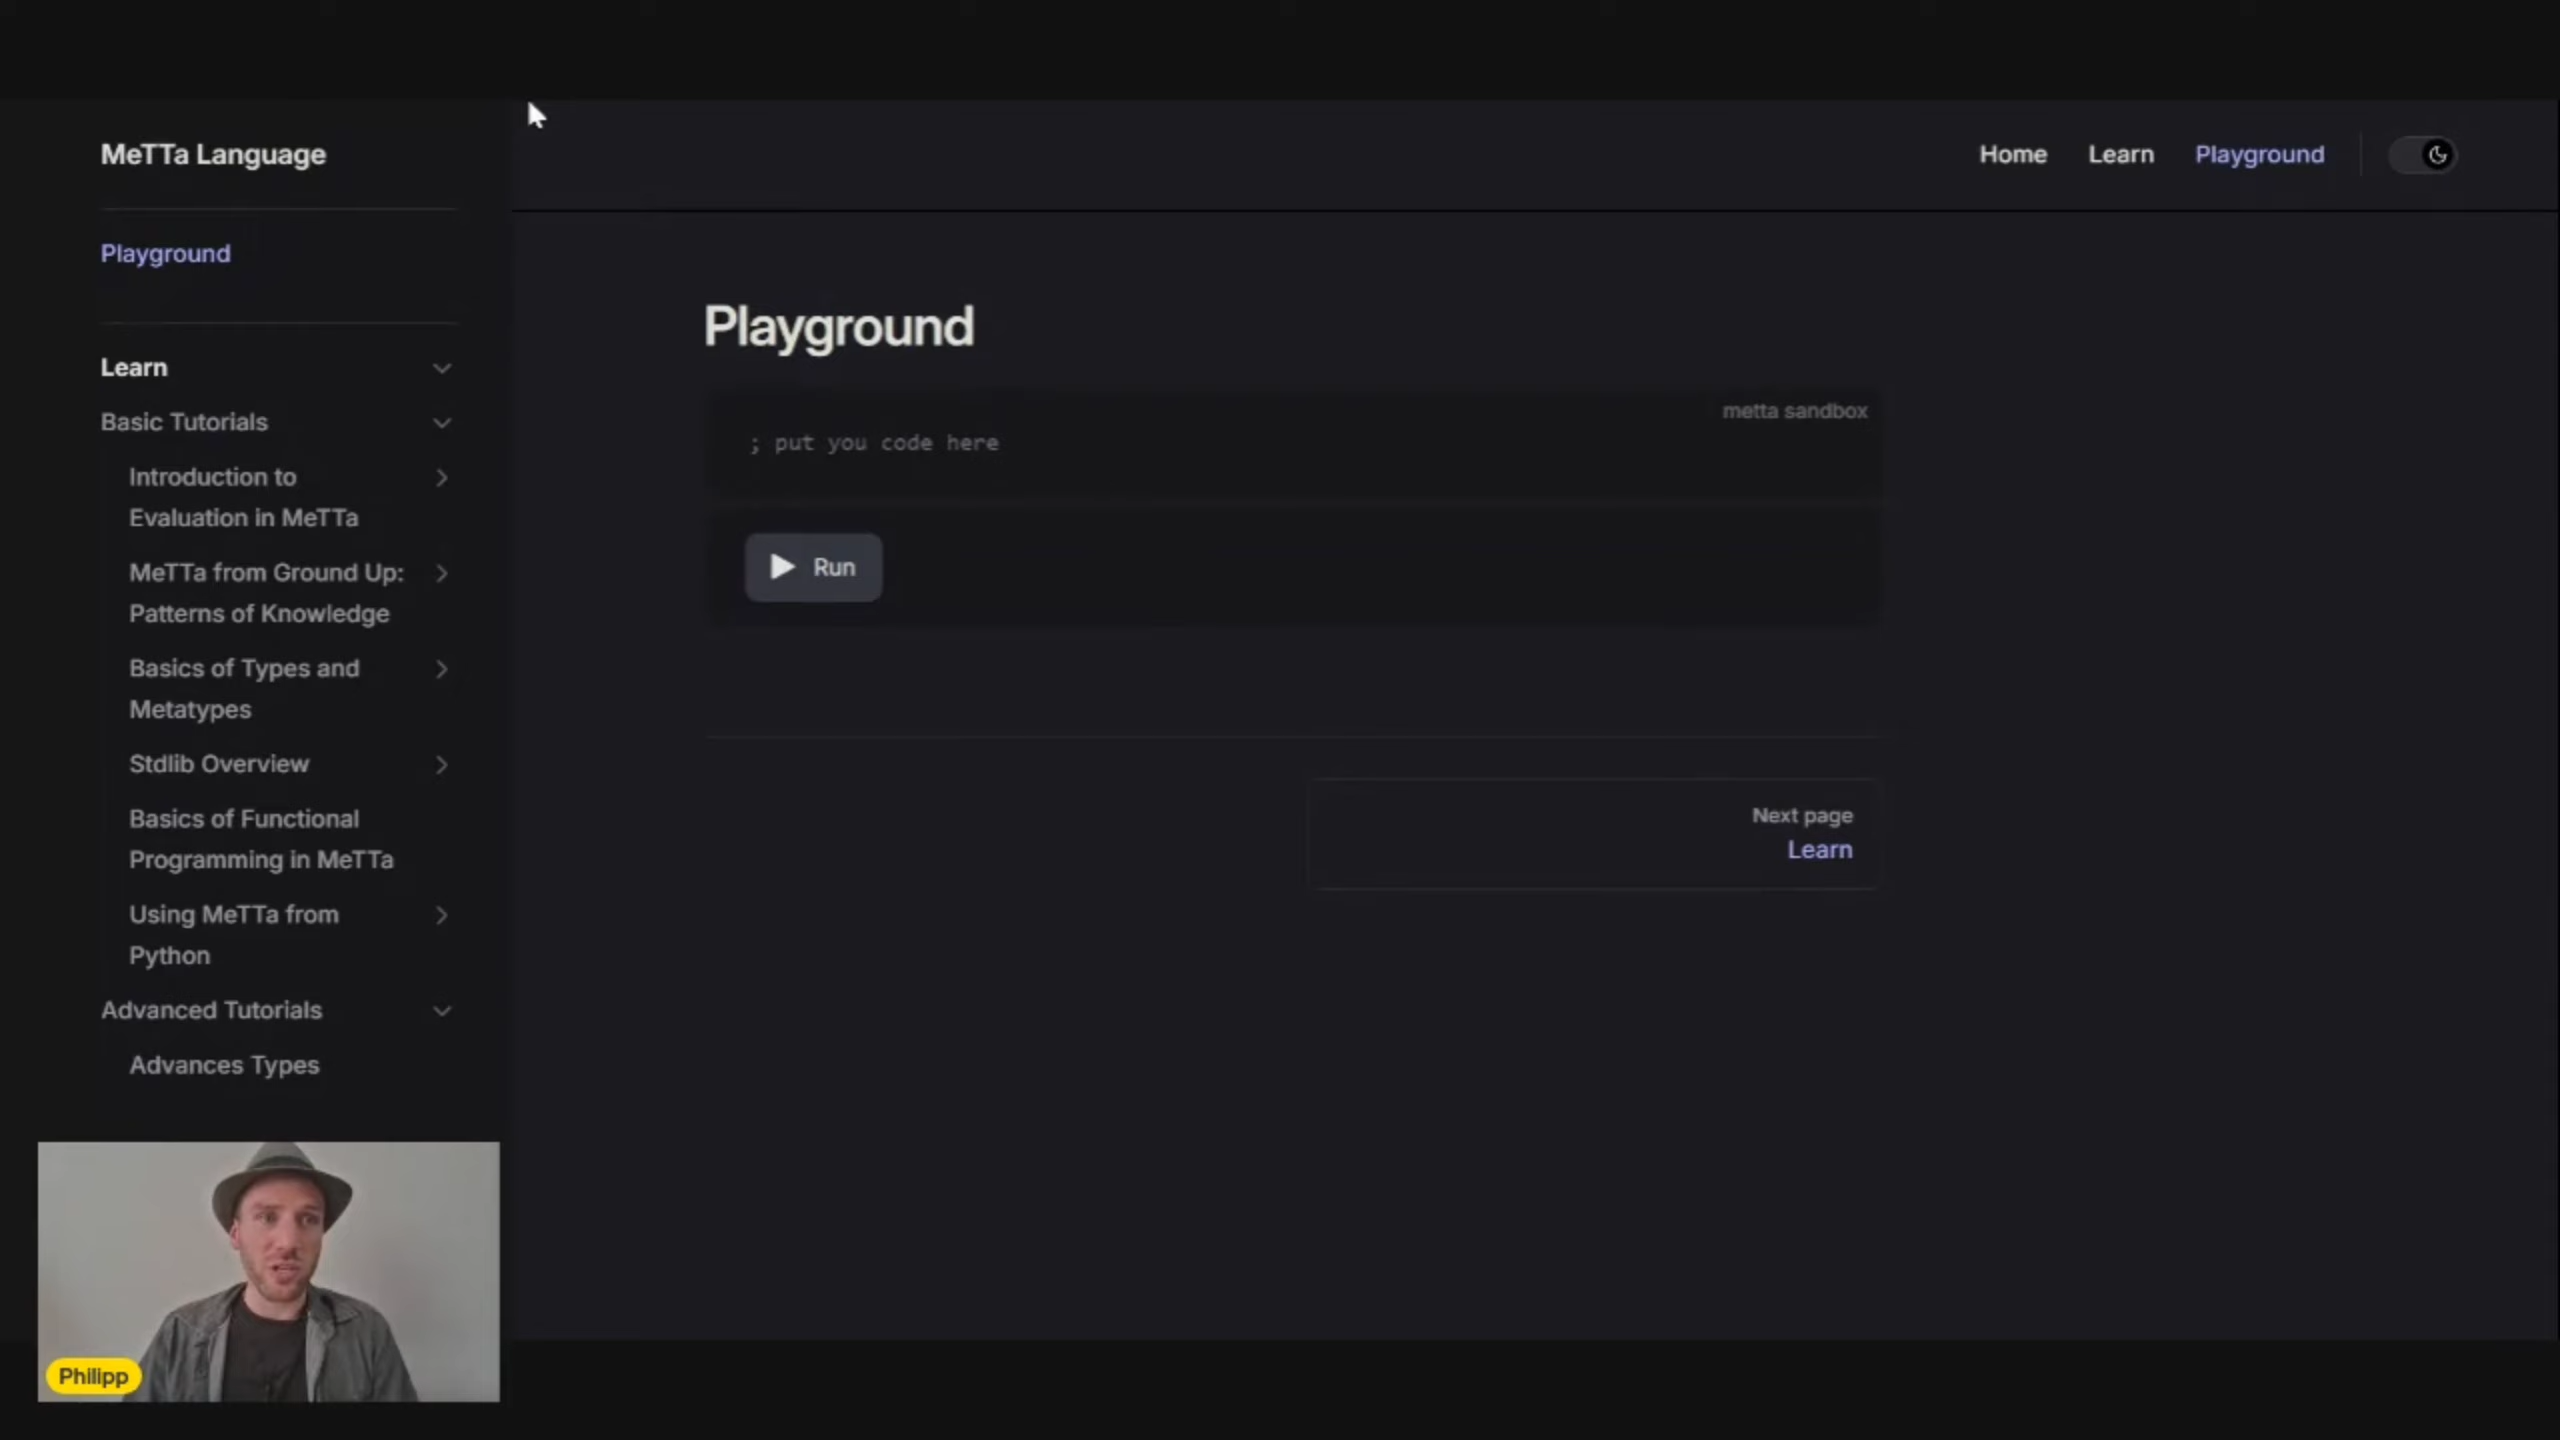 MeTTa Language
Home Learn Playground
Playground
Learn
Basic Tutorials
Introduction to
Evaluation in MeTTa
MeTTa from Ground Up:
Patterns of Knowledge
Basics of Types and
Metatypes
Stdlib Overview
Basics of Functional
Programming in MeTTa
Using MeTTa from
Python
Advanced Tutorials
Advances Types
Playground
metta sandbox
; put you code here
Run
Next page
Learn
Philipp